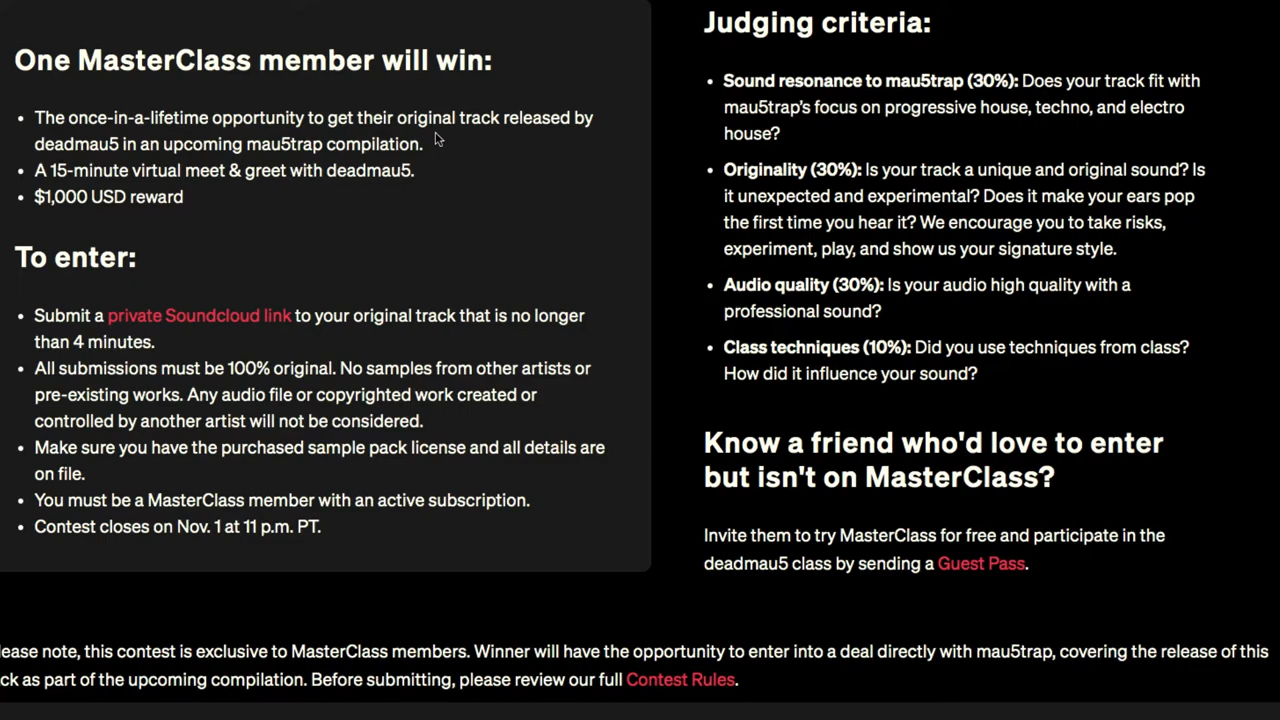 One MasterClass member will win:
The once-in-a-lifetime opportunity to get their original track released by
deadmau5 in an upcoming mau5trap compilation.
A 15-minute virtual meet & greet with deadmau5.
$1,000 USD reward
To enter:
Submit a private Soundcloud link to your original track that is no longer
than 4 minutes.
All submissions must be 100% original. No samples from other artists or
pre-existing works. Any audio file or copyrighted work created or
controlled by another artist will not be considered.
Make sure you have the purchased sample pack license and all details are
on file.
You must be a MasterClass member with an active subscription.
Contest closes on Nov. 1 at 11 p.m. PT.
Judging criteria:
Sound resonance to mau5trap (30%): Does your track fit with
mau5trap's focus on progressive house, techno, and electro
house?
Originality (30%): Is your track a unique and original sound? Is
it unexpected and experimental? Does it make your ears pop
the first time you hear it? We encourage you to take risks,
experiment, play, and show us your signature style.
Audio quality (30%): Is your audio high quality with a
professional sound?
Class techniques (10%): Did you use techniques from class?
How did it influence your sound?
Know a friend who'd love to enter
but isn't on MasterClass?
Invite them to try MasterClass for free and participate in the
deadmau5 class by sending a Guest Pass.
lease note, this contest is exclusive to MasterClass members. Winner will have the opportunity to enter into a deal directly with mau5trap, covering the release of this
ck as part of the upcoming compilation. Before submitting, please review our full Contest Rules.